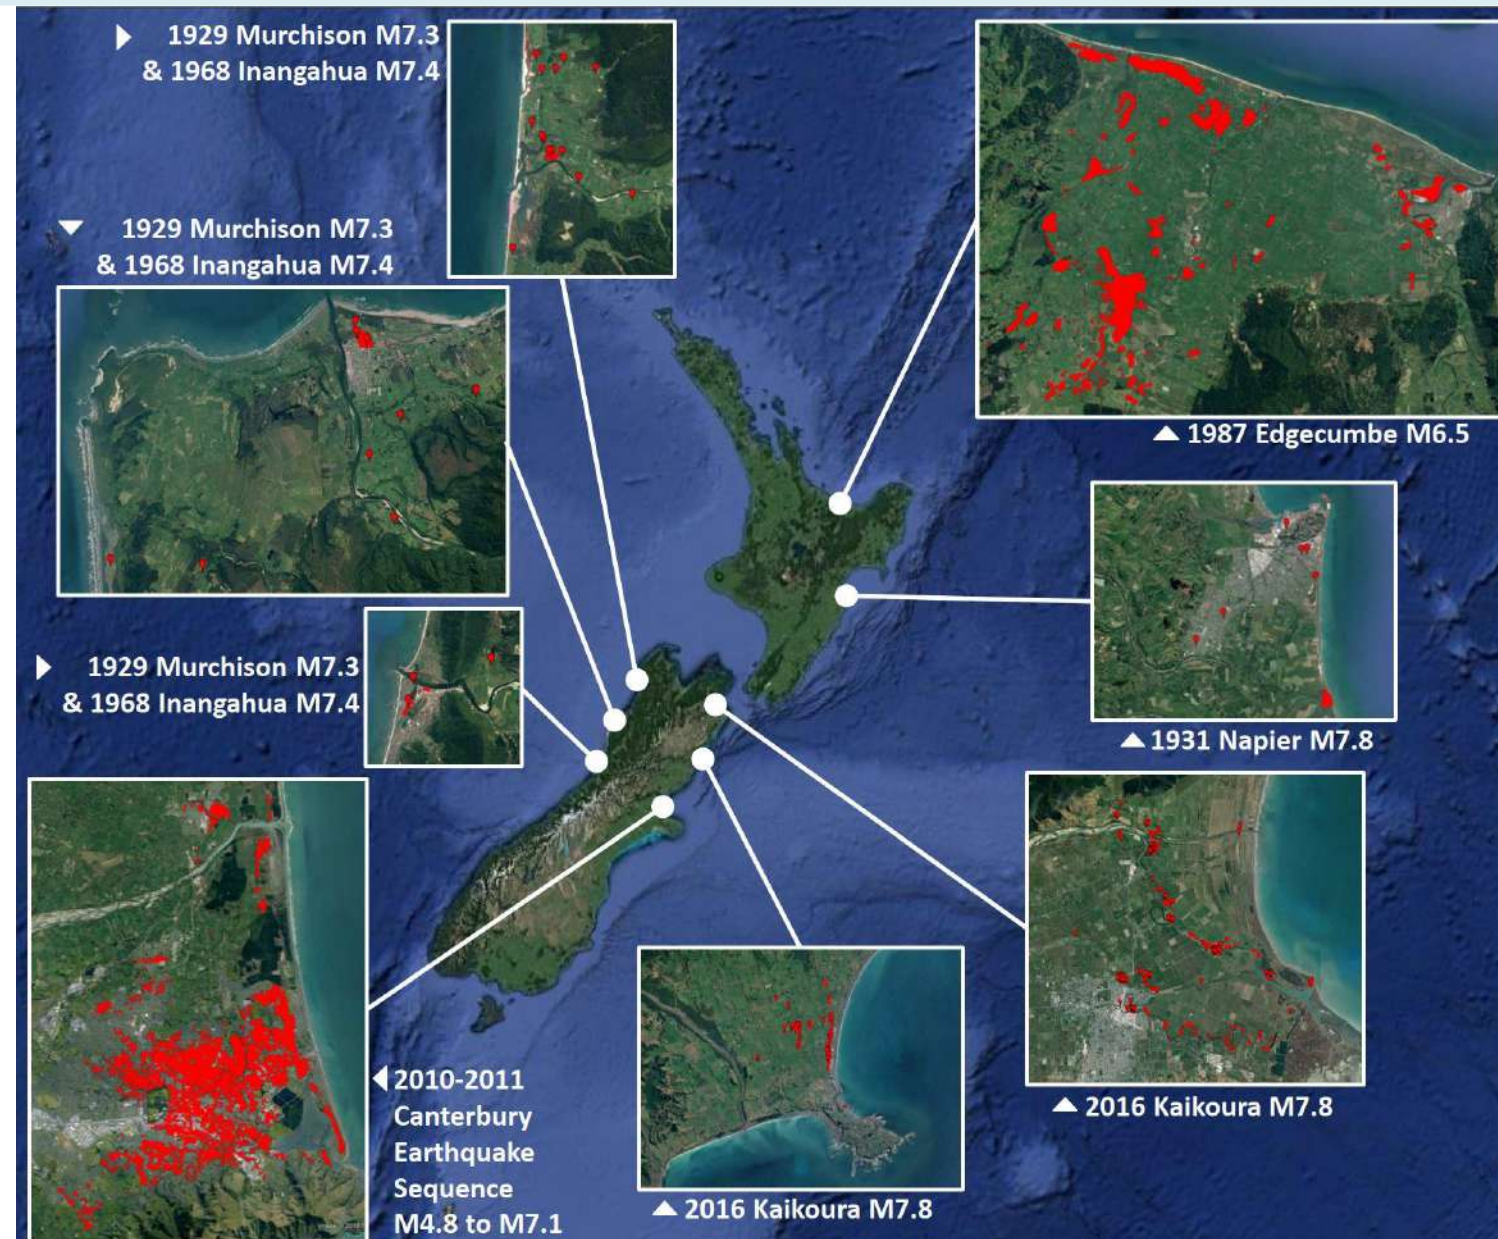 1929 Murchison M7.3
& 1968 Inangahua M7.4
1929 Murchison M7.3
& 1968 Inangahua M7.4
1987 Edgecumbe M6.5
1931 Napier M7.8
1929 Murchison M7.3
& 1968 Inangahua M7.4
2010-2011
Canterbury
Earthquake
Sequence
M4.8 to M7.1
2016 Kaikoura M7.8
2016 Kaikoura M7.8